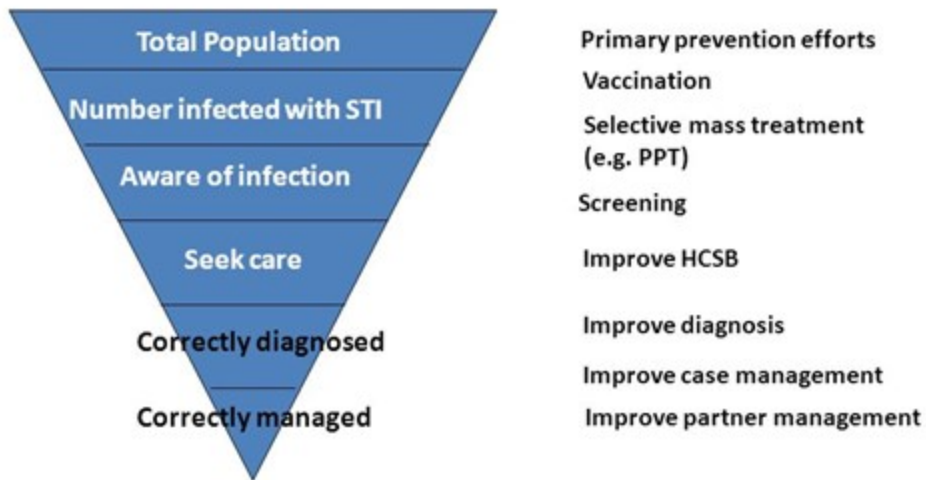 Total Population
Number infected with STI
Aware of infection
Seek care
Correctly diagnosed
Correctly managed
Primary prevention efforts
Vaccination
Selective mass treatment
(e.g. PPT)
Screening
Improve HCSB
Improve diagnosis
Improve case management
Improve partner management